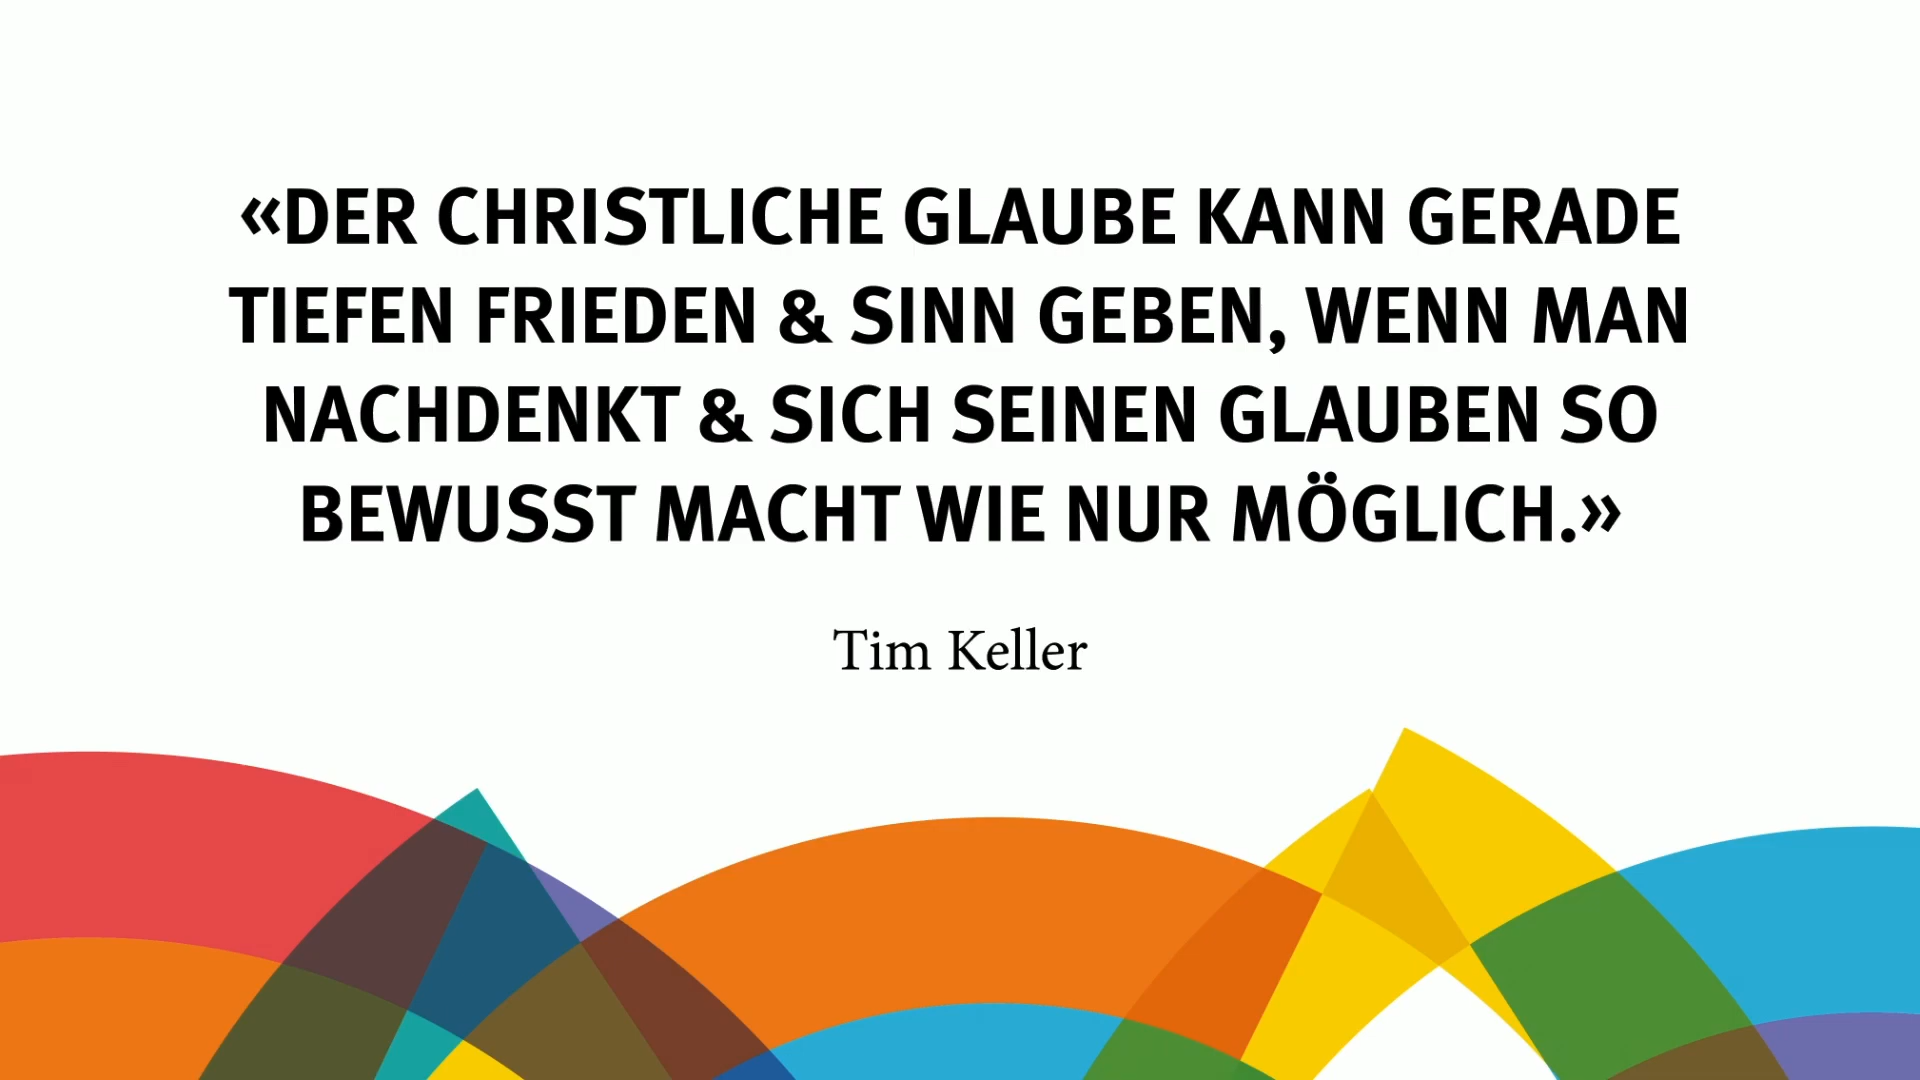 «DER CHRISTLICHE GLAUBE KANN GERADE
TIEFEN FRIEDEN & SINN GEBEN, WENN MAN
NACHDENKT & SICH SEINEN GLAUBEN SO
BEWUSST MACHT WIE NUR MÖGLICH.»
Tim Keller